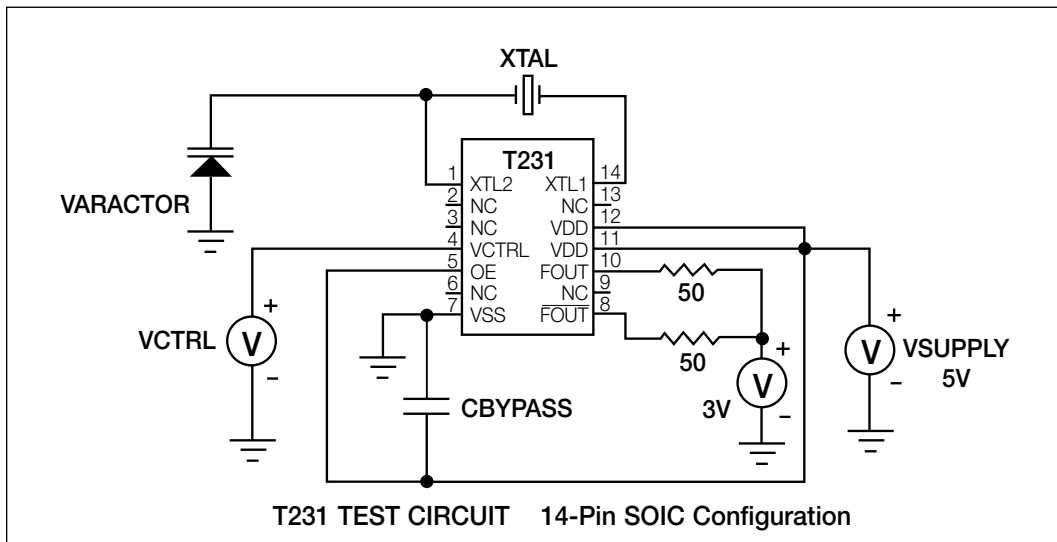 XTAL
T231
1 XTL2 XTL1 14
2 NC NC 13
3 NC VDD 12
4 VCTRL VDD 11
5 OE FOUT 10
6 NC NC 9
7 VSS FOUT 8
VARACTOR
50
50
+
V
–
VCTRL
CBYPASS
+
V
–
3V
+
V
–
VSUPPLY
5V
T231 TEST CIRCUIT 14-Pin SOIC Configuration